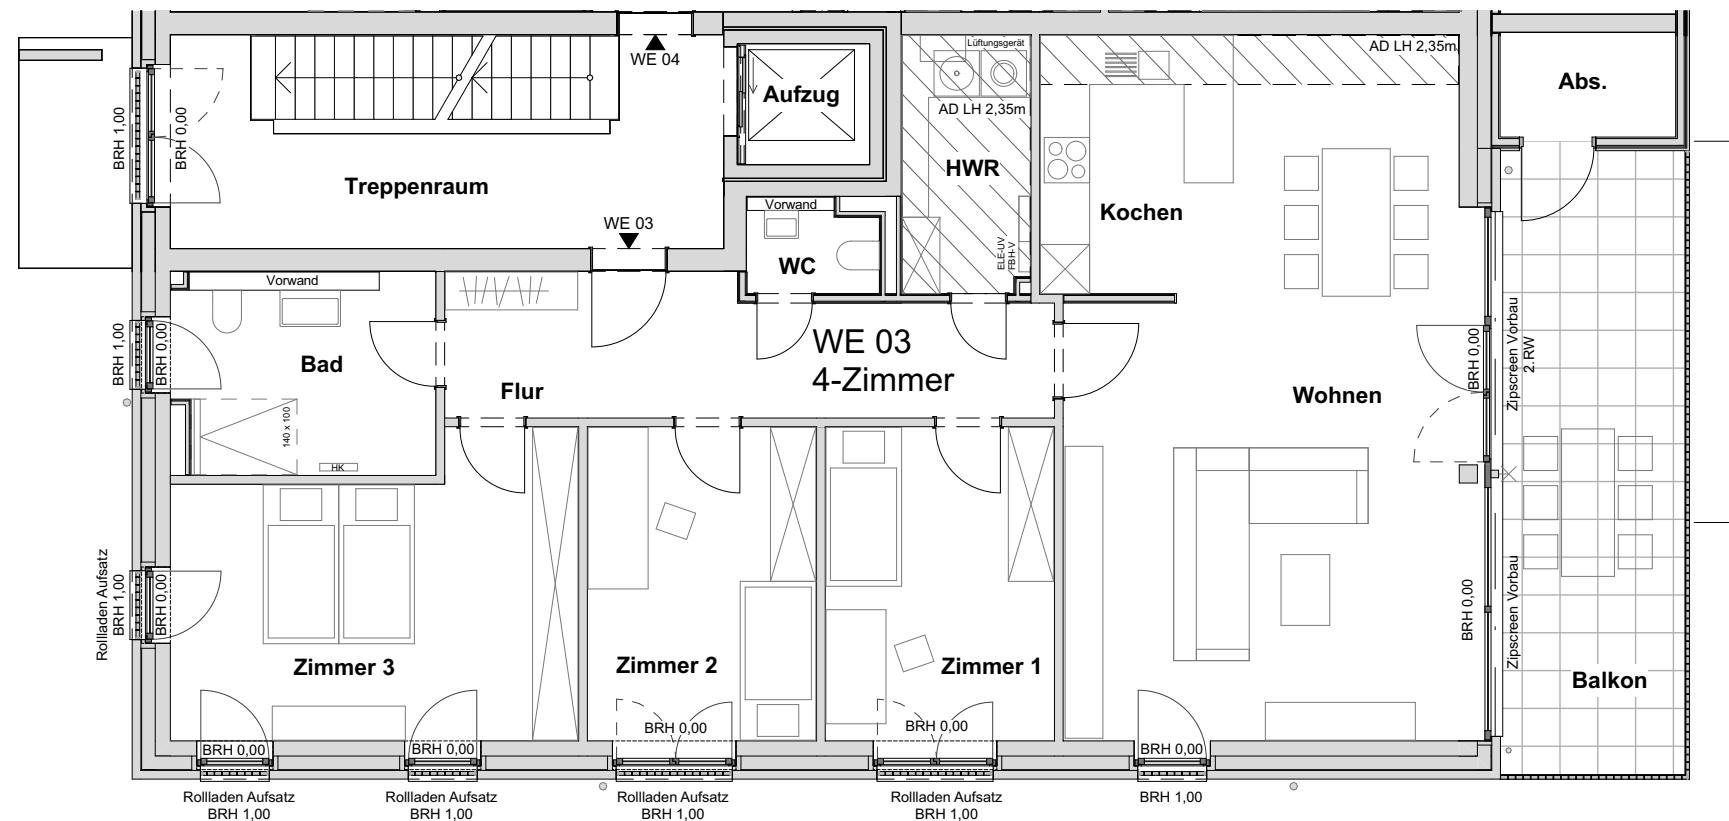 Lüftungsgerät
AD LH 2,35m
WE 04
Aufzug
Abs.
AD LH 2,35m
BRH 1,00
BRH 0,00
HWR
Treppenraum
Vorwand
Kochen
WE 03
ELE-UV
FBH-V
WC
Vorwand
BRH 1,00
BRH 0,00
Bad
WE 03
4-Zimmer
Flur
Wohnen
BRH 0,00
Zipscreen Vorbau
2.RW
140 x 100
HK
Rollladen Aufsatz
BRH 1,00
BRH 0,00
BRH 0,00
Zipscreen Vorbau
Zimmer 3
Zimmer 2
Zimmer 1
Balkon
BRH 0,00
BRH 0,00
BRH 0,00
BRH 0,00
BRH 0,00
Rollladen Aufsatz
BRH 1,00
Rollladen Aufsatz
BRH 1,00
Rollladen Aufsatz
BRH 1,00
Rollladen Aufsatz
BRH 1,00
BRH 1,00